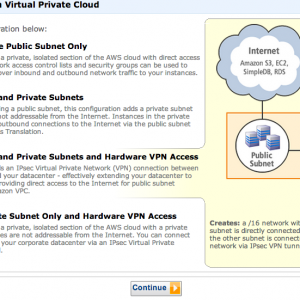 Virtual Private Cloud
ration below:
e Public Subnet Only
a private, isolated section of the AWS cloud with direct access
work access control lists and security groups can be used to
over inbound and outbound network traffic to your instances.
and Private Subnets
ng a public subnet, this configuration adds a private subnet
not addressable from the Internet. Instances in the private
outbound connections to the Internet via the public subnet
s Translation.
and Private Subnets and Hardware VPN Access
s an IPsec Virtual Private Network (VPN) connection between
d your datacenter - effectively extending your datacenter to
roviding direct access to the Internet for public subnet
azon VPC.
te Subnet Only and Hardware VPN Access
a private, isolated section of the AWS cloud with a private
es are not addressable from the Internet. You can connect
your corporate datacenter via an IPsec Virtual Private
Internet
Amazon S3, EC2,
SimpleDB, RDS
Public
Subnet
Creates: a /16 network wit
subnet is directly connected
the other subnet is connecte
network via IPsec VPN tunn
Continue